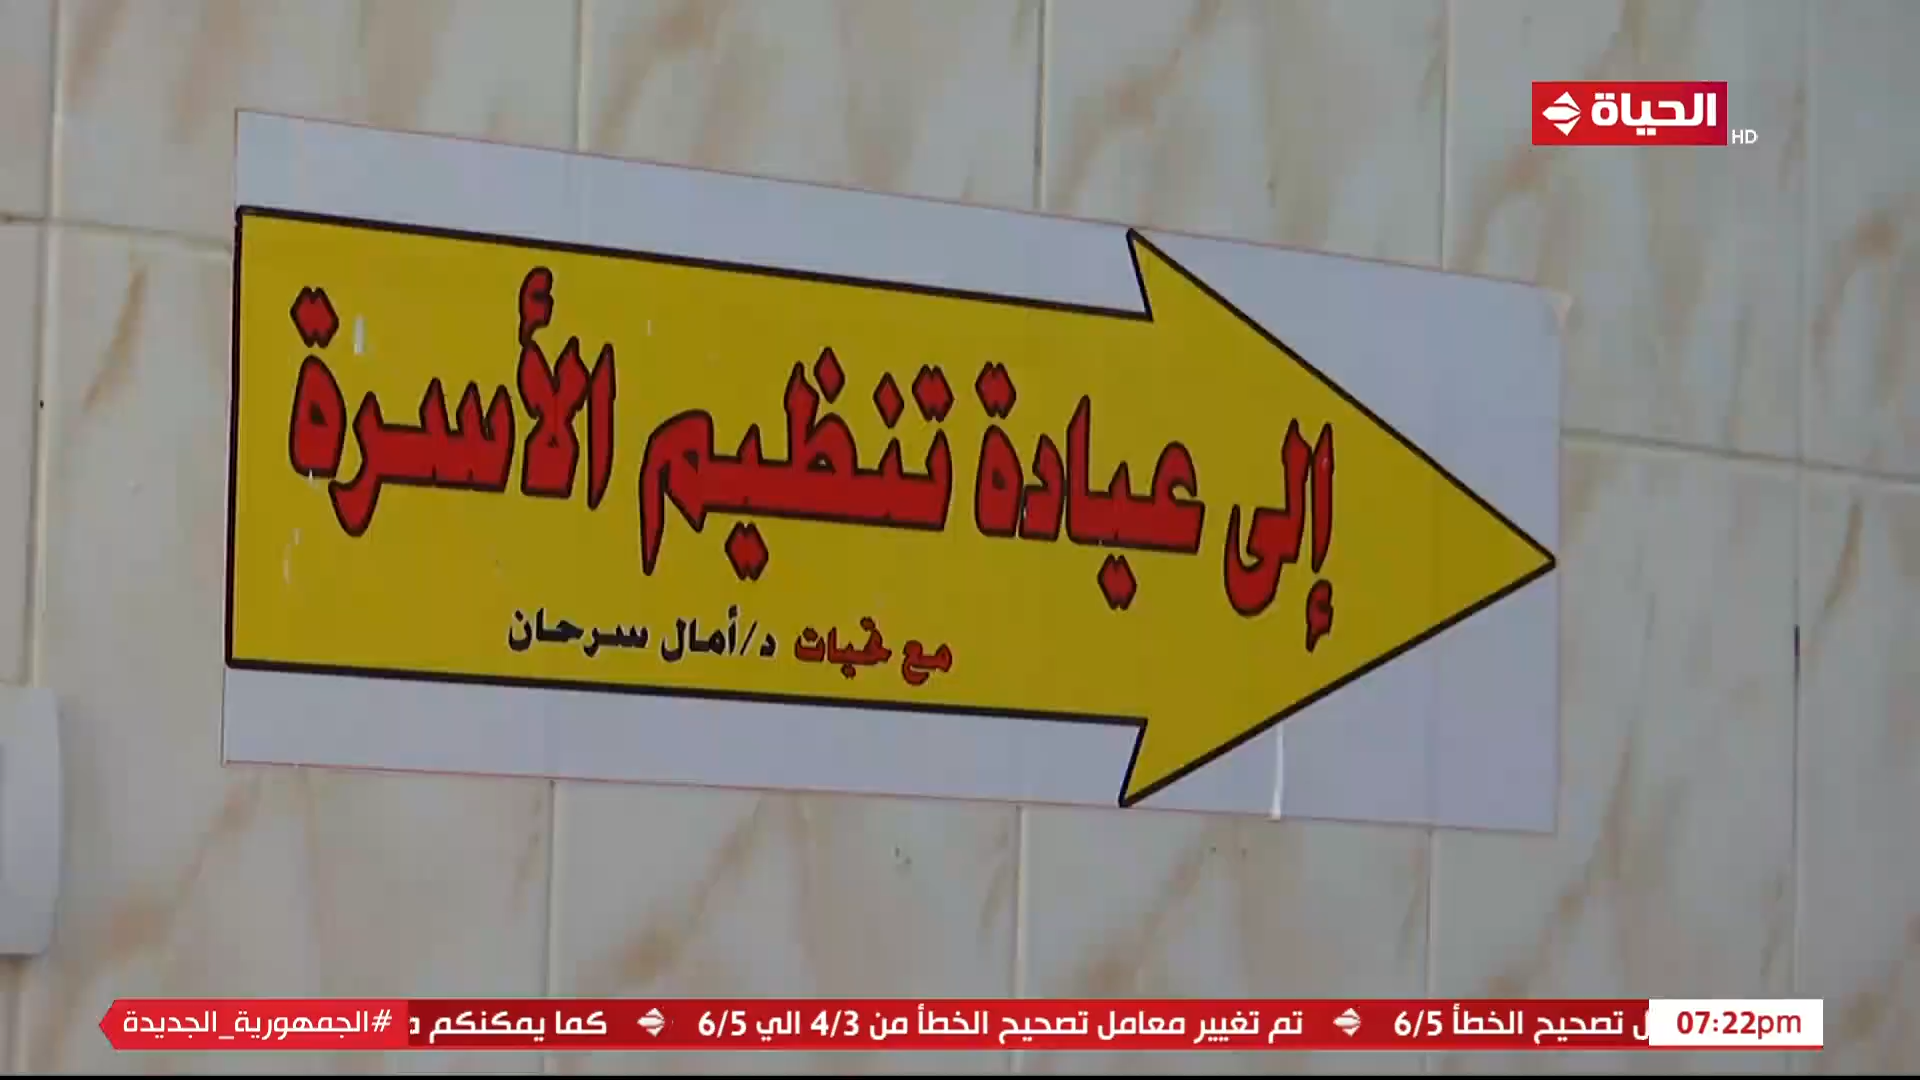 الحياة
HD
إلى عيادة تنظيم الأسرة
مع تحيات د/أمال سرحان
07:22pm
تصحيح الخطأ 6/5 تم تغيير معامل تصحيح الخطأ من 4/3 الي 6/5 كما يمكنكم
#الجمهورية_الجديدة